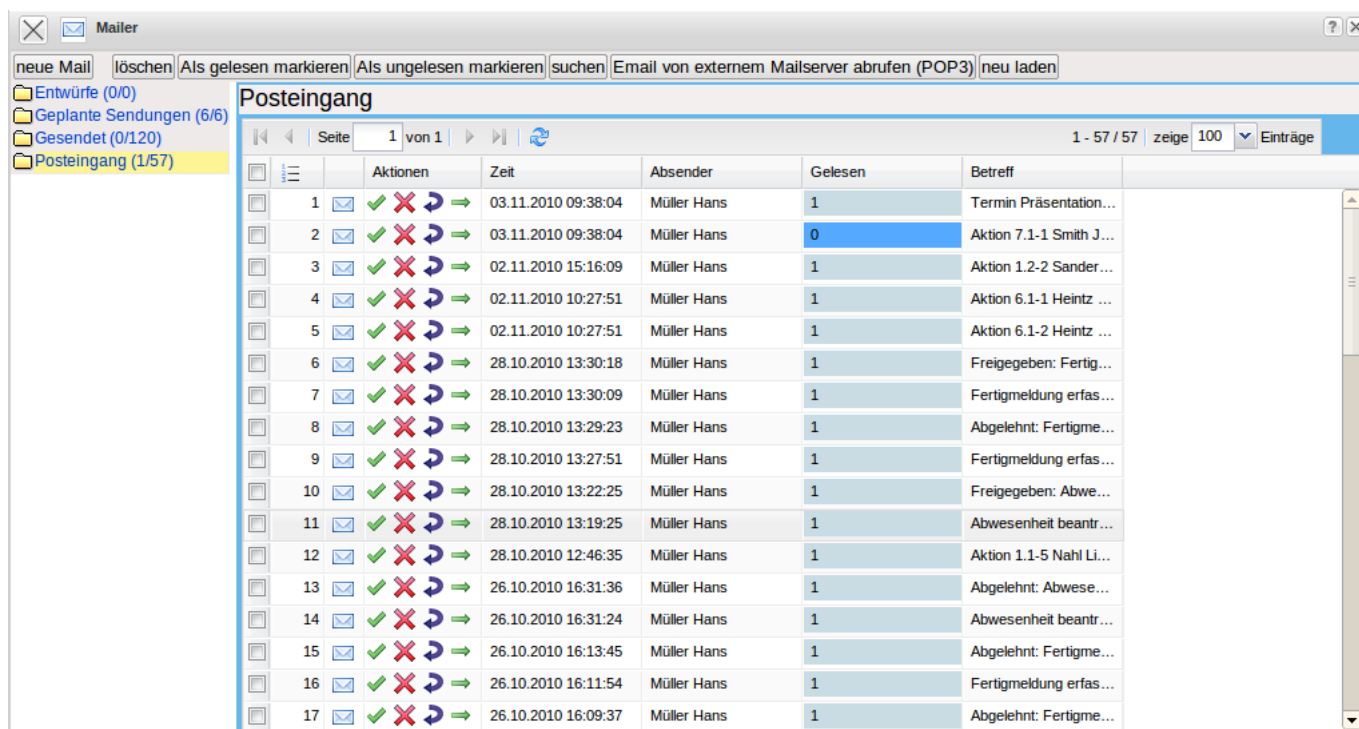 Mailer
neue Mail löschen Als gelesen markieren Als ungelesen markieren suchen Email von externem Mailserver abrufen (POP3) neu laden
Entwürfe (0/0)
Geplante Sendungen (6/6)
Gesendet (0/120)
Posteingang (1/57)
Posteingang
Seite 1 von 1 1 - 57 / 57 zeige 100 Einträge
Aktionen Zeit Absender Gelesen Betreff
1 03.11.2010 09:38:04 Müller Hans 1 Termin Präsentation...
2 03.11.2010 09:38:04 Müller Hans 0 Aktion 7.1-1 Smith J...
3 02.11.2010 15:16:09 Müller Hans 1 Aktion 1.2-2 Sander...
4 02.11.2010 10:27:51 Müller Hans 1 Aktion 6.1-1 Heintz ...
5 02.11.2010 10:27:51 Müller Hans 1 Aktion 6.1-2 Heintz ...
6 28.10.2010 13:30:18 Müller Hans 1 Freigegeben: Fertig...
7 28.10.2010 13:30:09 Müller Hans 1 Fertigmeldung erfas...
8 28.10.2010 13:29:23 Müller Hans 1 Abgelehnt: Fertigme...
9 28.10.2010 13:27:51 Müller Hans 1 Fertigmeldung erfas...
10 28.10.2010 13:22:25 Müller Hans 1 Freigegeben: Abwe...
11 28.10.2010 13:19:25 Müller Hans 1 Abwesenheit beantr...
12 28.10.2010 12:46:35 Müller Hans 1 Aktion 1.1-5 Nahl Li...
13 26.10.2010 16:31:36 Müller Hans 1 Abgelehnt: Abwese...
14 26.10.2010 16:31:24 Müller Hans 1 Abwesenheit beantr...
15 26.10.2010 16:13:45 Müller Hans 1 Abgelehnt: Fertigme...
16 26.10.2010 16:11:54 Müller Hans 1 Fertigmeldung erfas...
17 26.10.2010 16:09:37 Müller Hans 1 Abgelehnt: Fertigme...